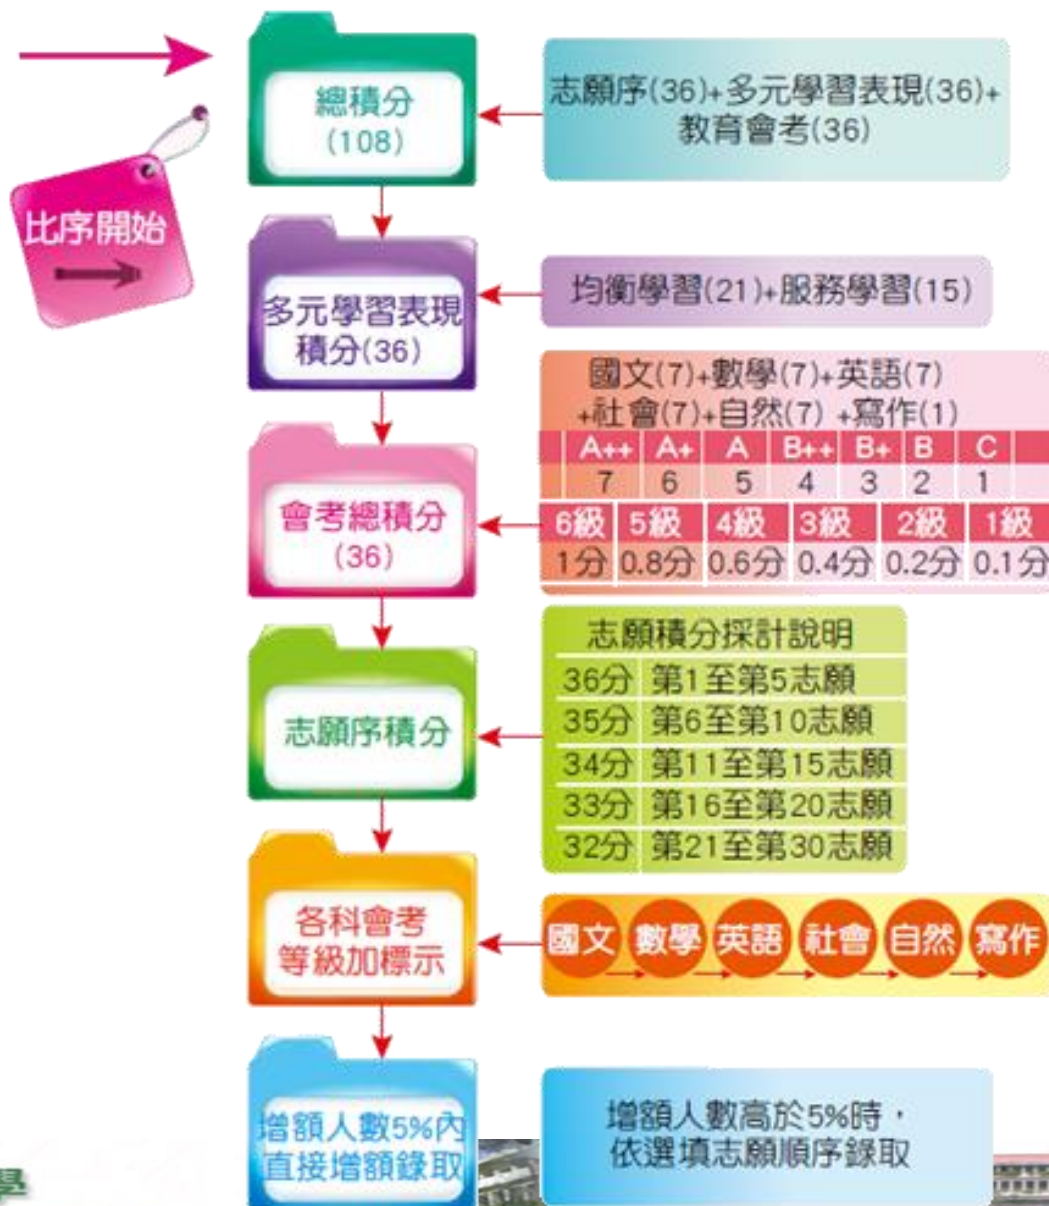 總積分
(108)
志願序(36)+多元學習表現(36)+
教育會考(36)
比序開始
多元學習表現
積分(36)
均衡學習(21)+服務學習(15)
會考總積分
(36)
國文(7)+數學(7)+英語(7)
+社會(7)+自然(7) +寫作(1)
A++ A+ A B++ B+ B C
7 6 5 4 3 2 1
6級 5級 4級 3級 2級 1級
1分 0.8分 0.6分 0.4分 0.2分 0.1分
志願序積分
志願積分採計說明
36分 第1至第5志願
35分 第6至第10志願
34分 第11至第15志願
33分 第16至第20志願
32分 第21至第30志願
各科會考
等級加標示
國文 數學 英語 社會 自然 寫作
增額人數5%內
直接增額錄取
增額人數高於5%時，
依選填志願順序錄取
學